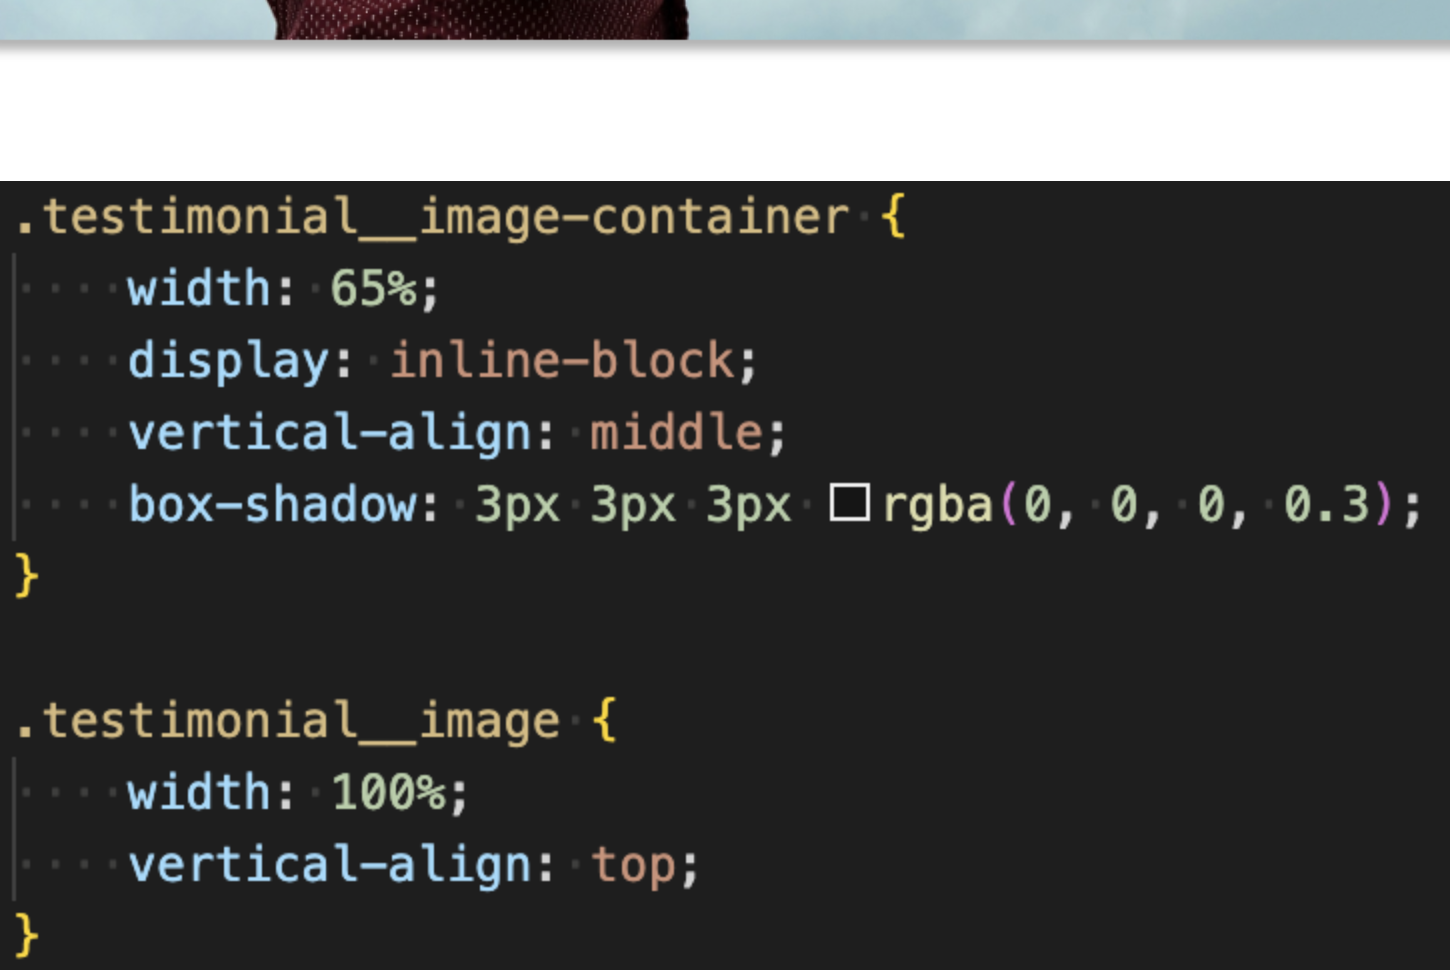 .testimonial__image-container {
    width: 65%;
    display: inline-block;
    vertical-align: middle;
    box-shadow: 3px 3px 3px rgba(0, 0, 0, 0.3);
}
.testimonial__image {
    width: 100%;
    vertical-align: top;
}